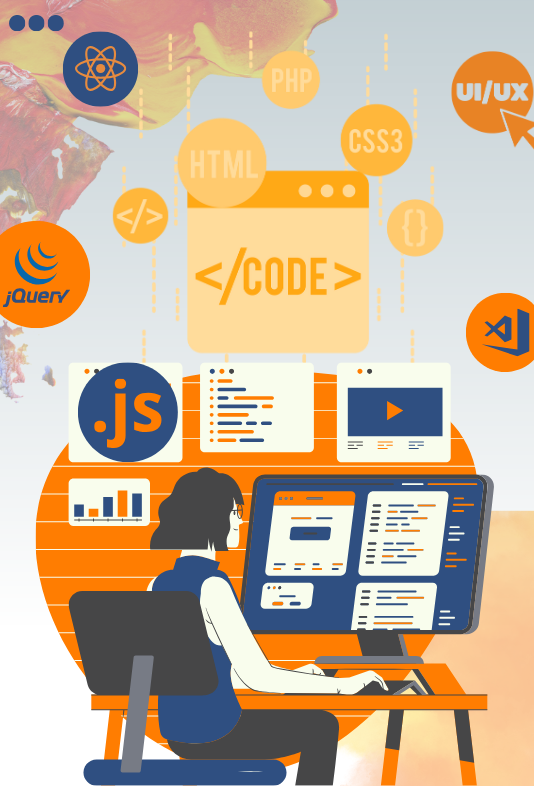 PHP
UI/UX
CSS3
HTML
</>
{}
</CODE>
jQuery
.js